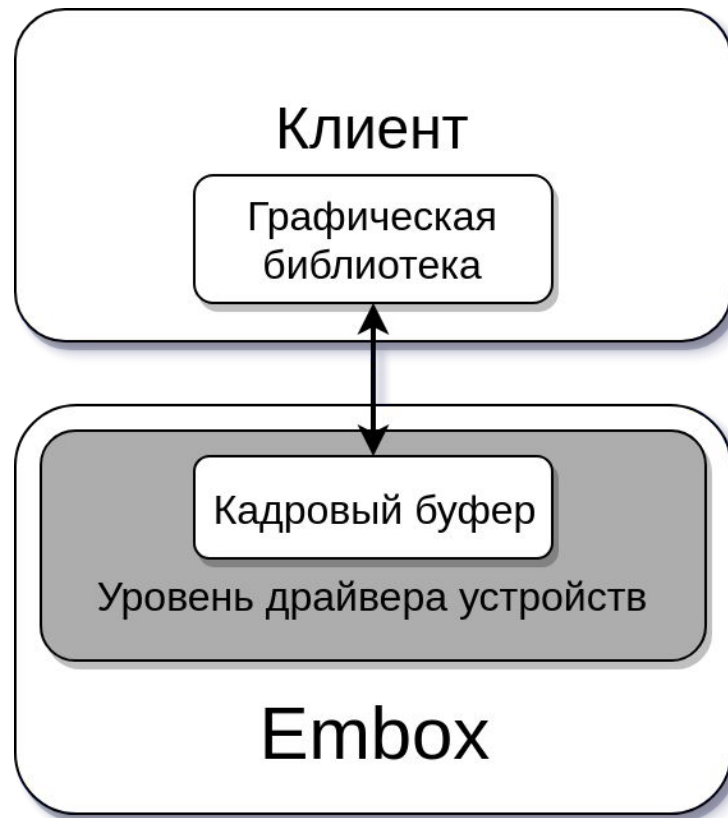 Клиент
Графическая
библиотека
Кадровый буфер
Уровень драйвера устройств
Embox